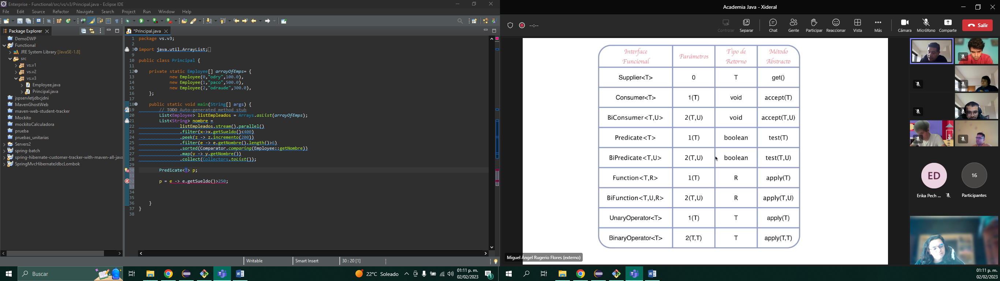 Enterprise - Functional/src/vs/v3/Principal.java - Eclipse IDE
File Edit Source Refactor Navigate Search Project Run Window Help
Package Explorer
DemoDWP
Functional
JRE System Library [JavaSE-1.8]
src
vs.v1
vs.v2
vs.v3
Employee.java
Principal.java
jspservletjdbcjdni
MavenGhostWeb
maven-web-student-tracker
Mockito
mockitoCalculadora
prueba
pruebas_unitarias
Servers2
spring-batch
spring-hibernate-customer-tracker-with-maven-all-java
SpringMvcHibernateJdbcLombok
*Principal.java
1 package vs.v3;
2
3 import java.util.ArrayList;
9
10 public class Principal {
11
12 private static Employee[] arrayOfEmps= {
13 new Employee(0,"odry",100.0),
14 new Employee(1,"paco",500.0),
15 new Employee(2,"odraude",300.0),
16 };
17
18 public static void main(String[] args) {
19 // TODO Auto-generated method stub
20 List<Employee> listEmpleados = Arrays.asList(arrayOfEmps);
21 List<String> nombre =
22 listEmpleados.stream().parallel()
23 .filter(x->x.getSueldo()<400)
24 .peek(z -> z.incremento(200))
25 .filter(e -> e.getNombre().length()>6)
26 .sorted(Comparator.comparing(Employee::getNombre))
27 .map(y -> y.getNombre())
28 .collect(Collectors.toList());
29
30 Predicate<T> p;
31
32 p = e -> e.getSueldo()>250;
33
34
35
36 }
37 }
38
Writable Smart Insert 30 : 20 [1]
Buscar
22°C Soleado
01:11 p. m.
02/02/2023
1
Academia Java - Xideral
--:--
Controlar Separar Chat Gente Participar Reaccionar Vista Más Cámara Micrófono Comparte Salir
Interface Funcional Parámetros Tipo de Retorno Método Abstracto
Supplier<T> 0 T get()
Consumer<T> 1(T) void accept(T)
BiConsumer<T,U> 2(T,U) void accept(T,U)
Predicate<T> 1(T) boolean test(T)
BiPredicate<T,U> 2(T,U) boolean test(T,U)
Function<T,R> 1(T) R apply(T)
BiFunction<T,U,R> 2(T,U) R apply(T,U)
UnaryOperator<T> 1(T) T apply(T)
BinaryOperator<T> 2(T,T) T apply(T,T)
Miguel Ángel Rugerio Flores (externo)
ED
Erika Pech ...
16
Participantes
01:11 p. m.
02/02/2023